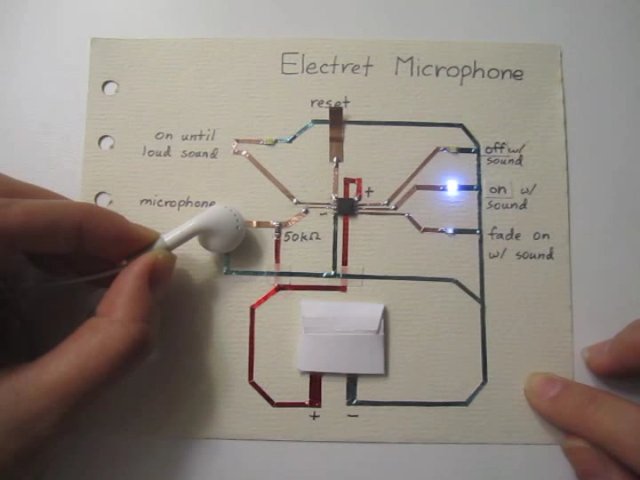 Electret Microphone
reset
on until
loud sound
off w/
sound
+
microphone
on w/
sound
-
50kΩ
fade on
w/ sound
+ -